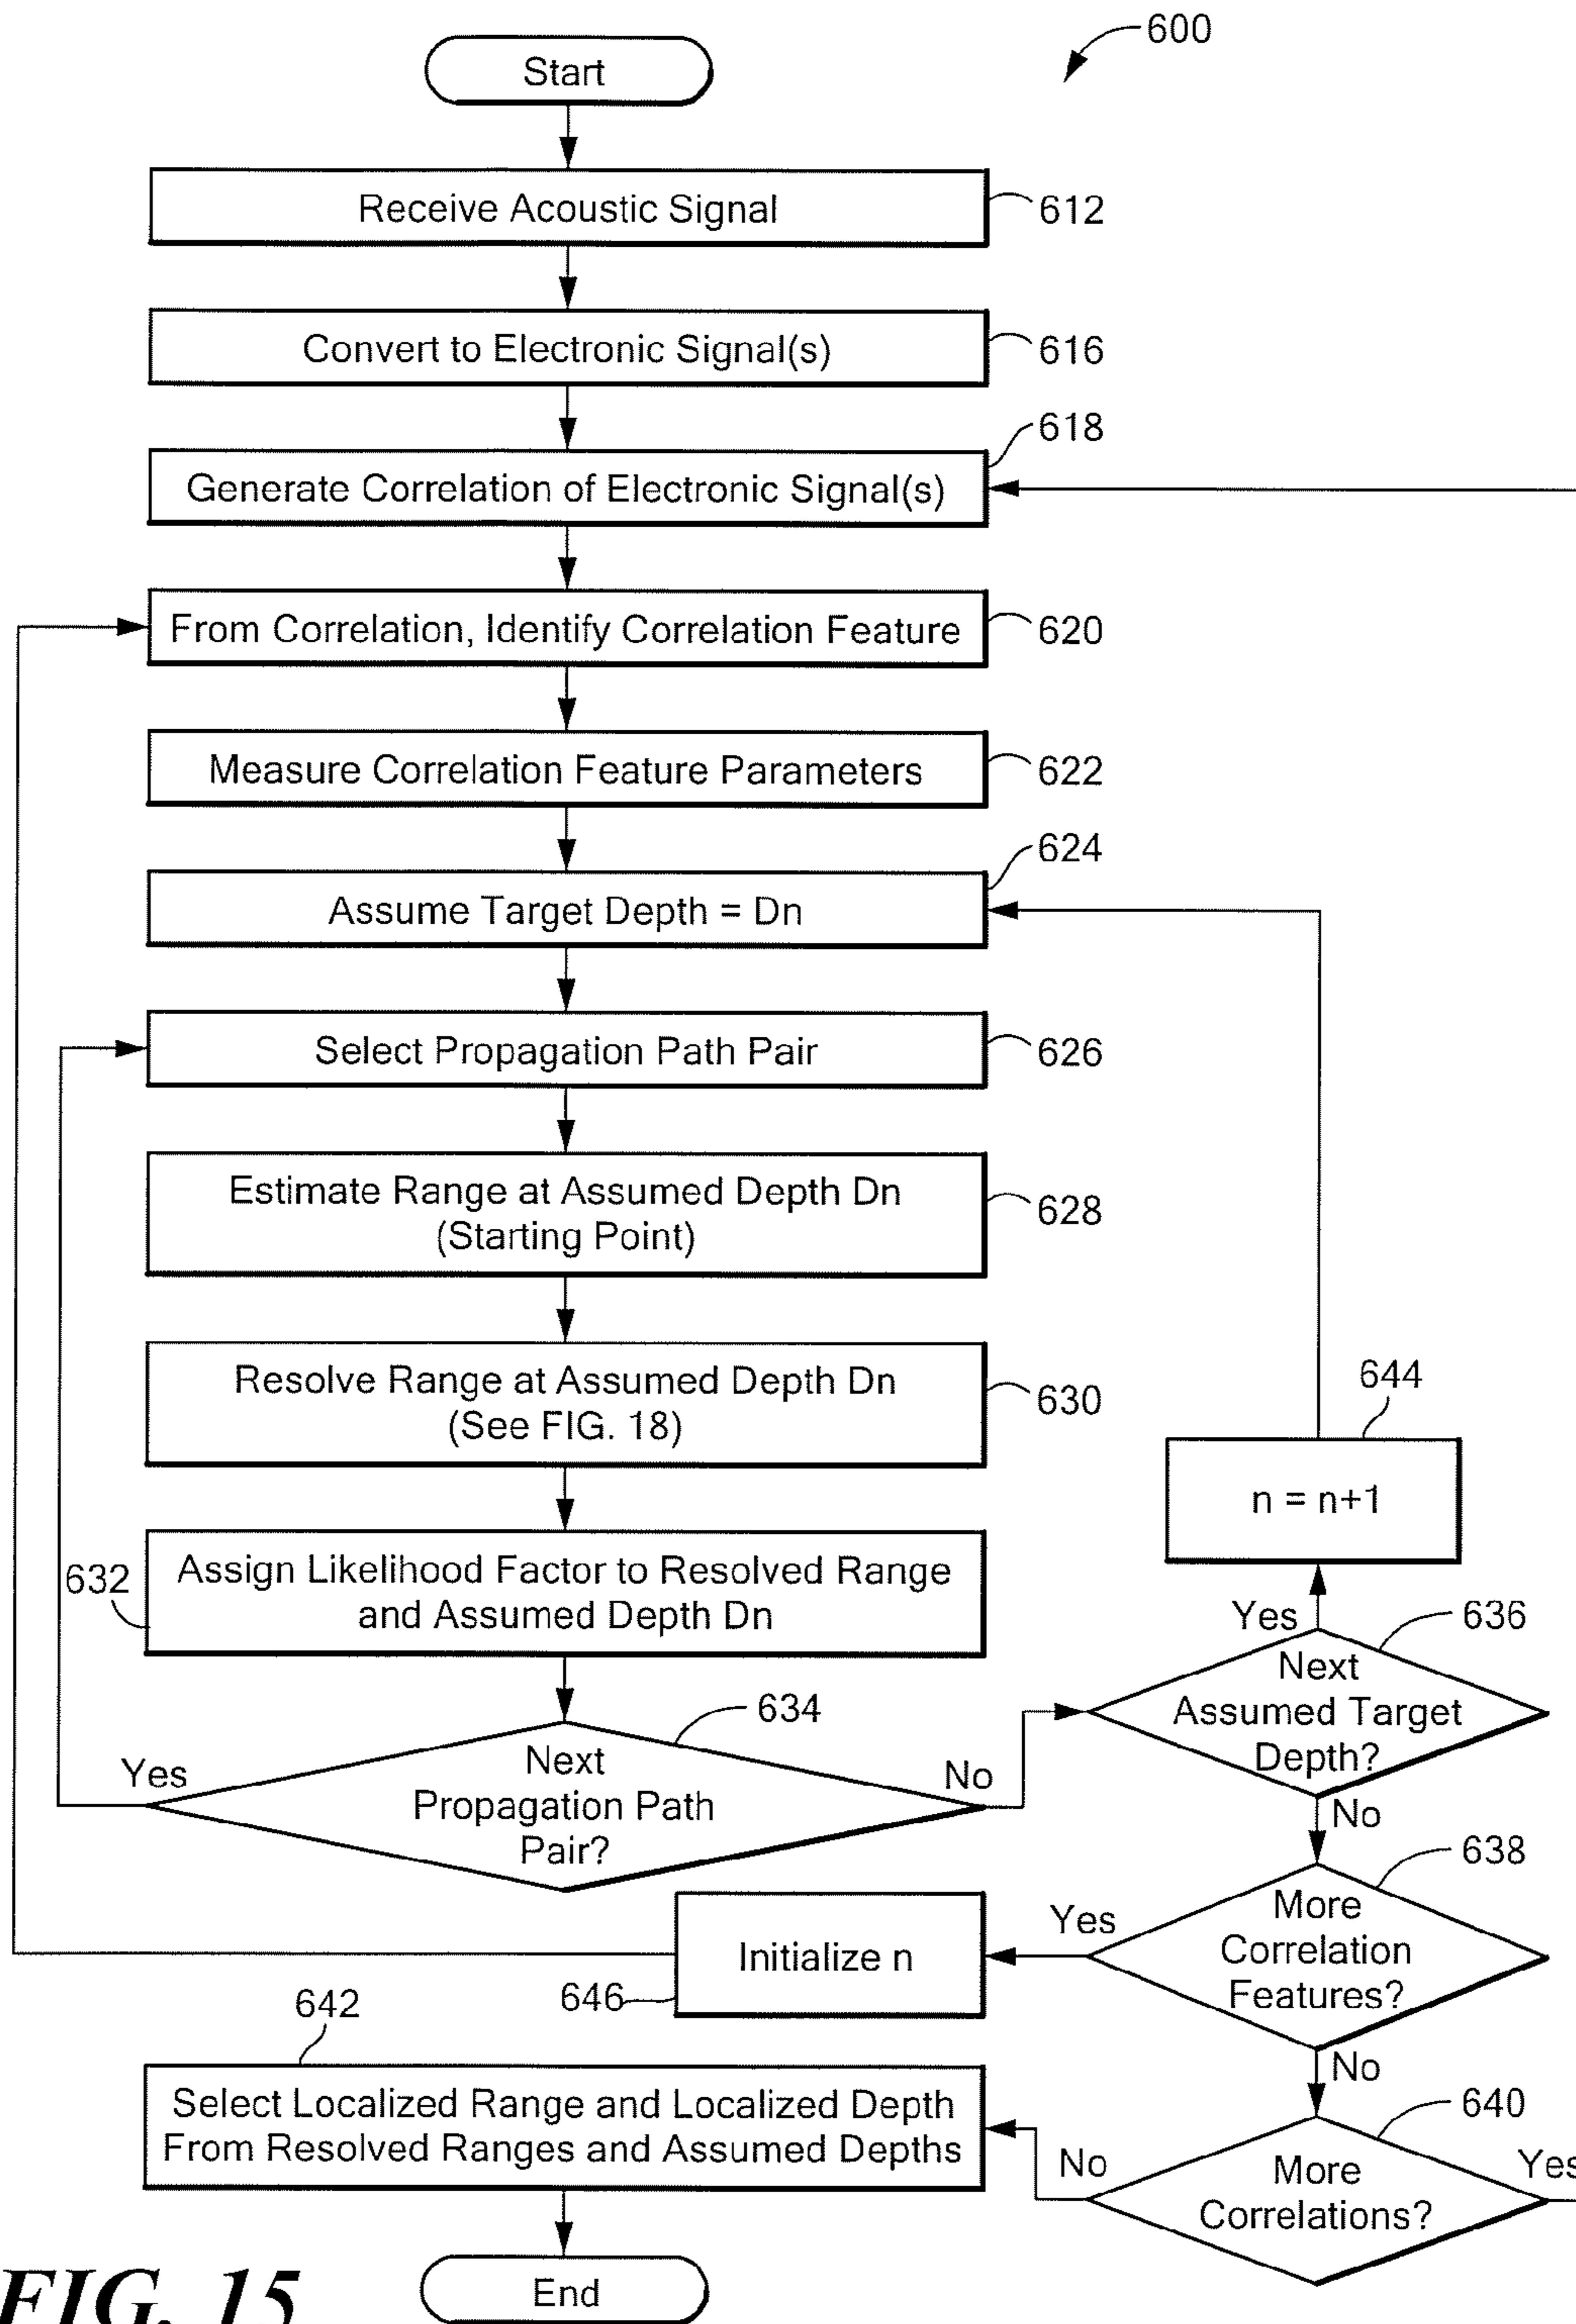 600
Start
Receive Acoustic Signal
612
Convert to Electronic Signal(s)
616
618
Generate Correlation of Electronic Signal(s)
From Correlation, Identify Correlation Feature
620
Measure Correlation Feature Parameters
622
624
Assume Target Depth = Dn
Select Propagation Path Pair
626
Estimate Range at Assumed Depth Dn
(Starting Point)
628
Resolve Range at Assumed Depth Dn
(See FIG. 18)
630
644
n = n+1
632
Assign Likelihood Factor to Resolved Range
and Assumed Depth Dn
Yes
636
Next
Assumed Target
Depth?
634
Yes
Next
Propagation Path
Pair?
No
No
638
More
Correlation
Features?
Yes
Initialize n
646
642
No
Select Localized Range and Localized Depth
From Resolved Ranges and Assumed Depths
640
No
More
Correlations?
Yes
End
FIG. 15